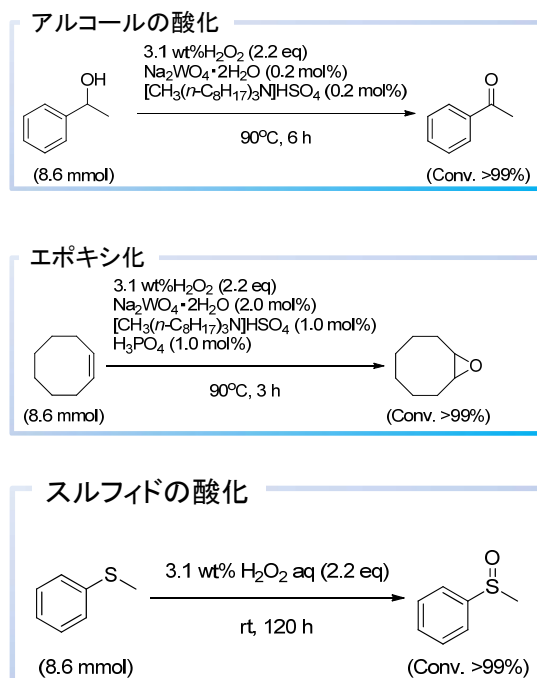 アルコールの酸化
3.1 wt%H₂O₂ (2.2 eq)
Na₂WO₄・2H₂O (0.2 mol%)
[CH₃(n-C₈H₁₇)₃N]HSO₄ (0.2 mol%)
OH
O
90°C, 6 h
(8.6 mmol)
(Conv. >99%)
エポキシ化
3.1 wt%H₂O₂ (2.2 eq)
Na₂WO₄・2H₂O (2.0 mol%)
[CH₃(n-C₈H₁₇)₃N]HSO₄ (1.0 mol%)
H₃PO₄ (1.0 mol%)
O
90°C, 3 h
(8.6 mmol)
(Conv. >99%)
スルフィドの酸化
O
S
3.1 wt% H₂O₂ aq (2.2 eq)
S
rt, 120 h
(8.6 mmol)
(Conv. >99%)